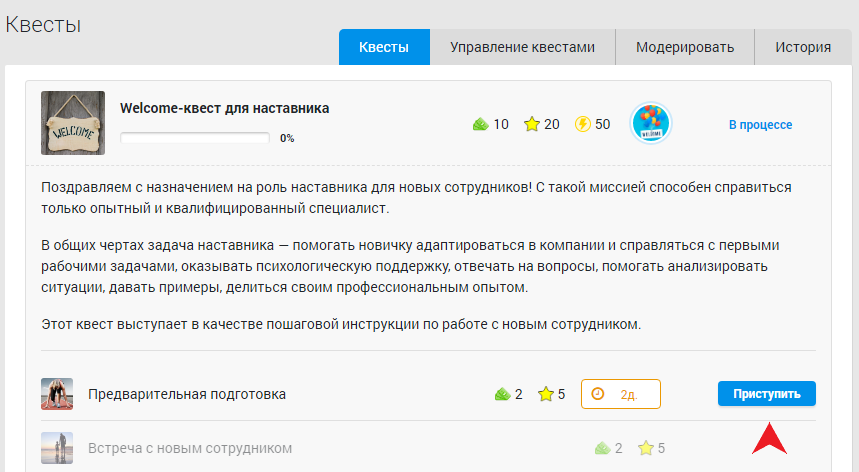 Квесты
Квесты Управление квестами Модерировать История
WELCOME
Welcome-квест для наставника
0%
10 20 50
WELCOME
В процессе
Поздравляем с назначением на роль наставника для новых сотрудников! С такой миссией способен справиться
только опытный и квалифицированный специалист.
В общих чертах задача наставника — помогать новичку адаптироваться в компании и справляться с первыми
рабочими задачами, оказывать психологическую поддержку, отвечать на вопросы, помогать анализировать
ситуации, давать примеры, делиться своим профессиональным опытом.
Этот квест выступает в качестве пошаговой инструкции по работе с новым сотрудником.
Предварительная подготовка 2 5 2д. Приступить
Встреча с новым сотрудником 2 5